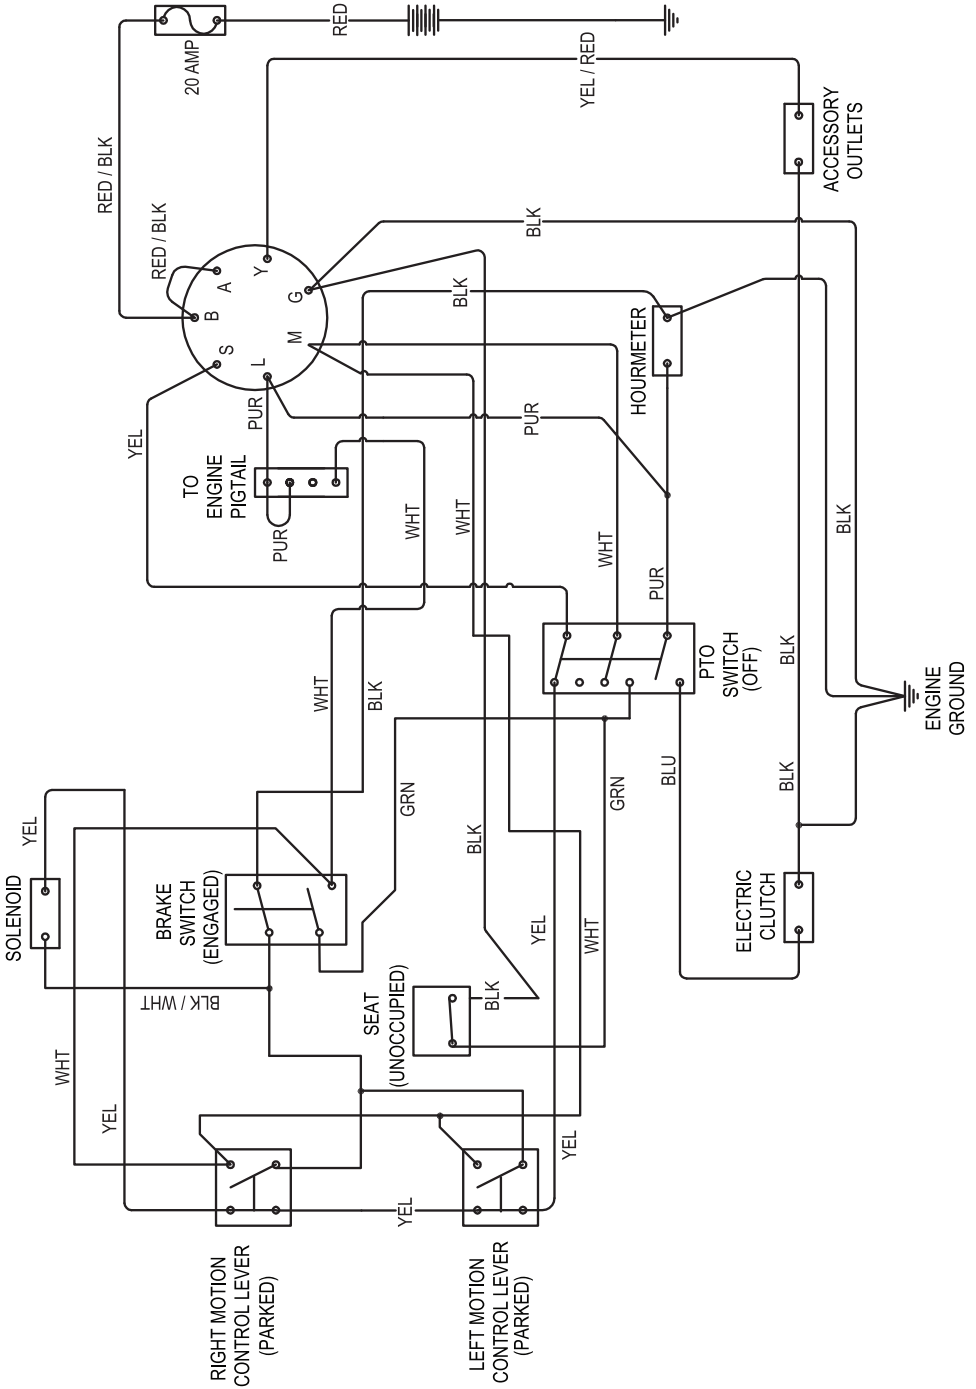 RED
20 AMP
YEL / RED
RED / BLK
ACCESSORY
OUTLETS
RED / BLK
BLK
A
Y
B
G
BLK
S
M
L
HOURMETER
PUR
PUR
YEL
TO
ENGINE
PIGTAIL
WHT
WHT
BLK
PUR
WHT
PUR
BLK
PTO
SWITCH
(OFF)
WHT
BLK
ENGINE
GROUND
BLU
BLK
GRN
GRN
YEL
BLK
SOLENOID
BRAKE
SWITCH
(ENGAGED)
ELECTRIC
CLUTCH
YEL
WHT
BLK / WHT
SEAT
(UNOCCUPIED)
BLK
WHT
YEL
YEL
YEL
RIGHT MOTION
CONTROL LEVER
(PARKED)
LEFT MOTION
CONTROL LEVER
(PARKED)